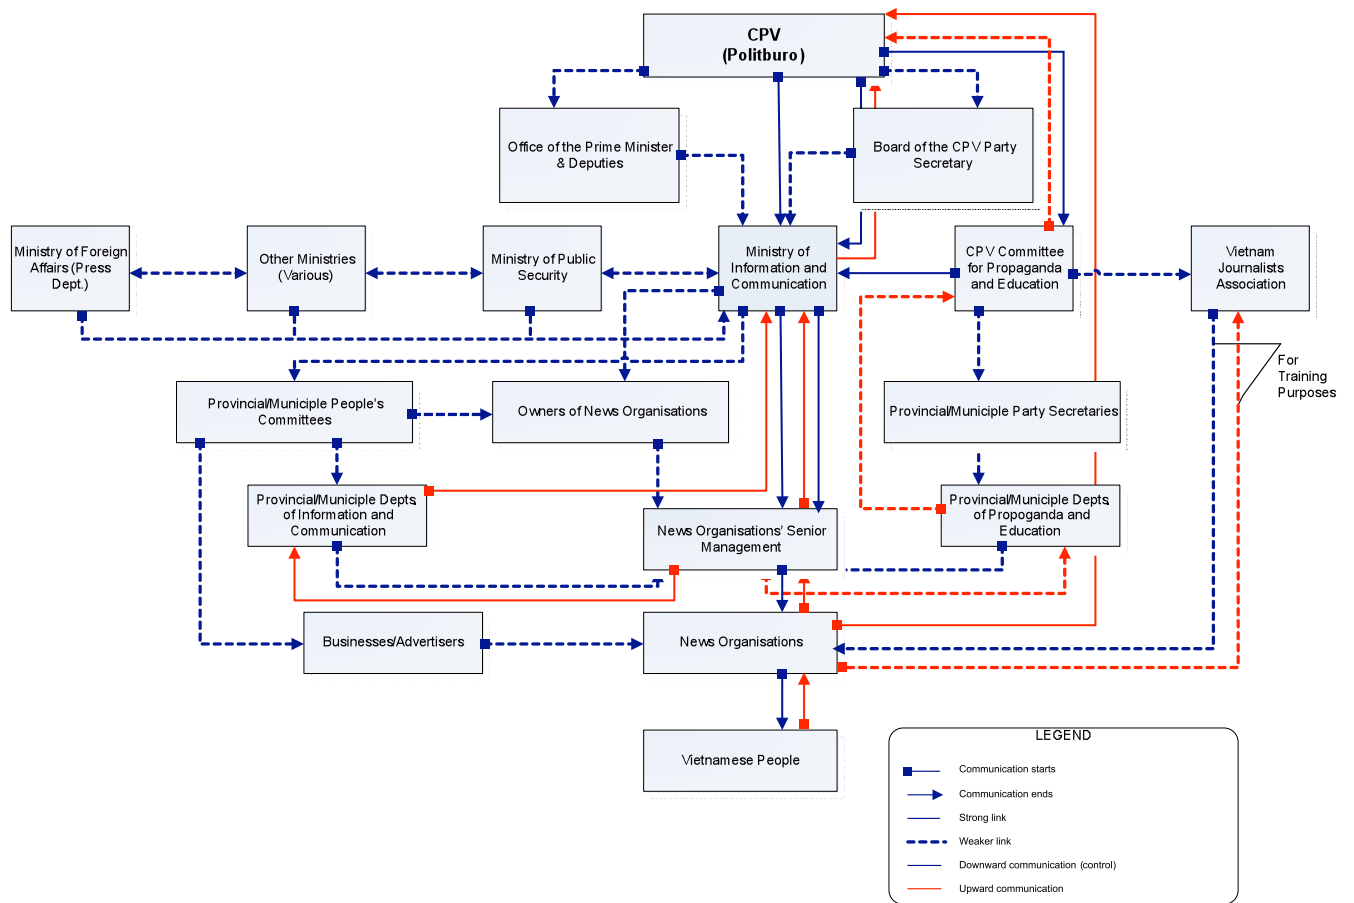 CPV
(Politburo)
Office of the Prime Minister
& Deputies
Board of the CPV Party
Secretary
Ministry of Foreign
Affairs (Press
Dept.)
Other Ministries
(Various)
Ministry of Public
Security
Ministry of
Information and
Communication
CPV Committee
for Propaganda
and Education
Vietnam
Journalists
Association
For
Training
Purposes
Provincial/Municiple People's
Committees
Owners of News Organisations
Provincial/Municiple Party Secretaries
Provincial/Municiple Depts.
of Information and
Communication
News Organisations' Senior
Management
Provincial/Municiple Depts.
of Propoganda and
Education
Businesses/Advertisers
News Organisations
Vietnamese People
LEGEND
Communication starts
Communication ends
Strong link
Weaker link
Downward communication (control)
Upward communication